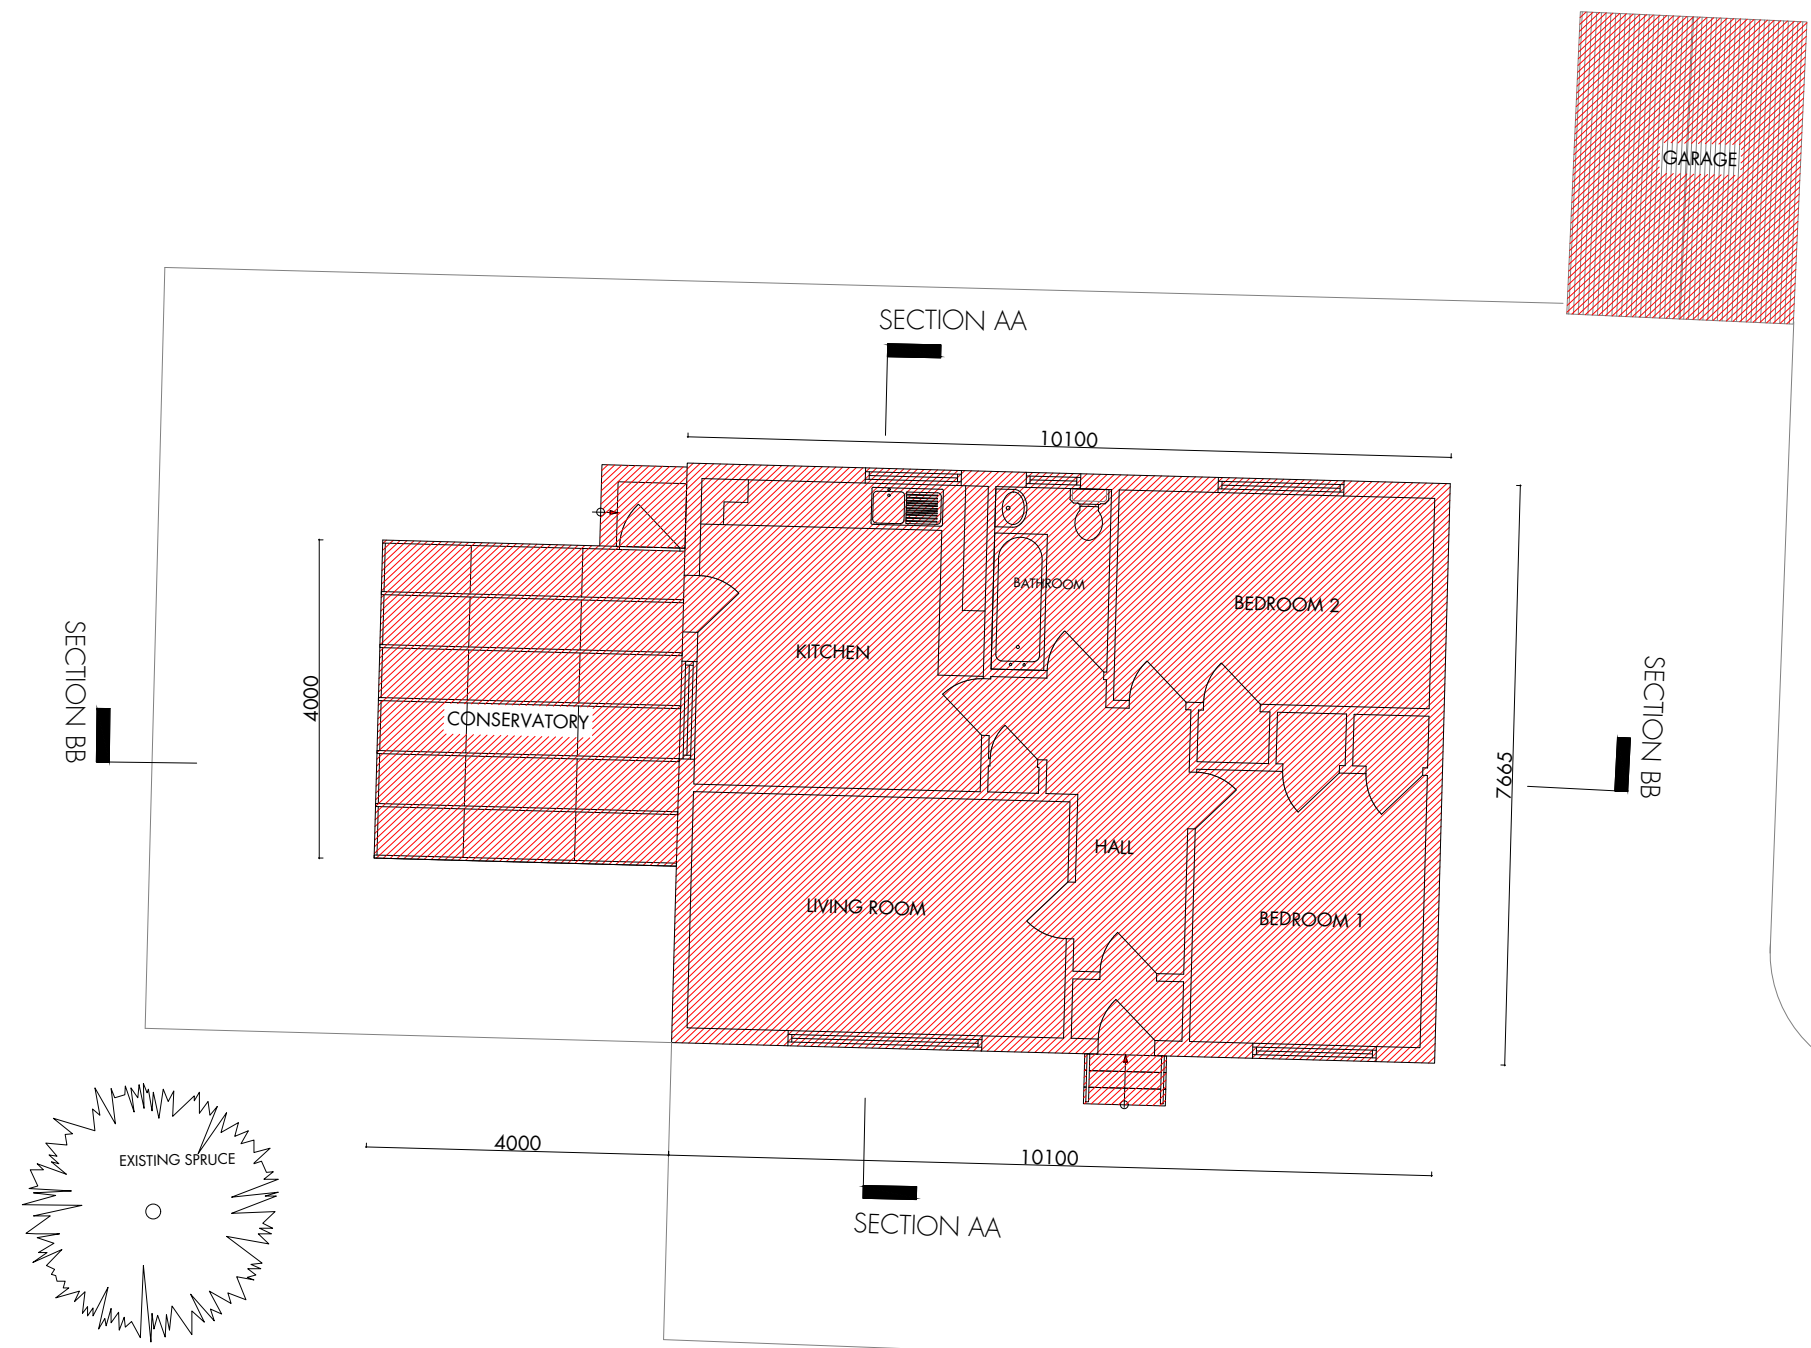 GARAGE
SECTION AA
10100
BATHROOM
BEDROOM 2
KITCHEN
SECTION BB
4000
CONSERVATORY
7665
SECTION BB
HALL
LIVING ROOM
BEDROOM 1
EXISTING SPRUCE
4000
10100
SECTION AA